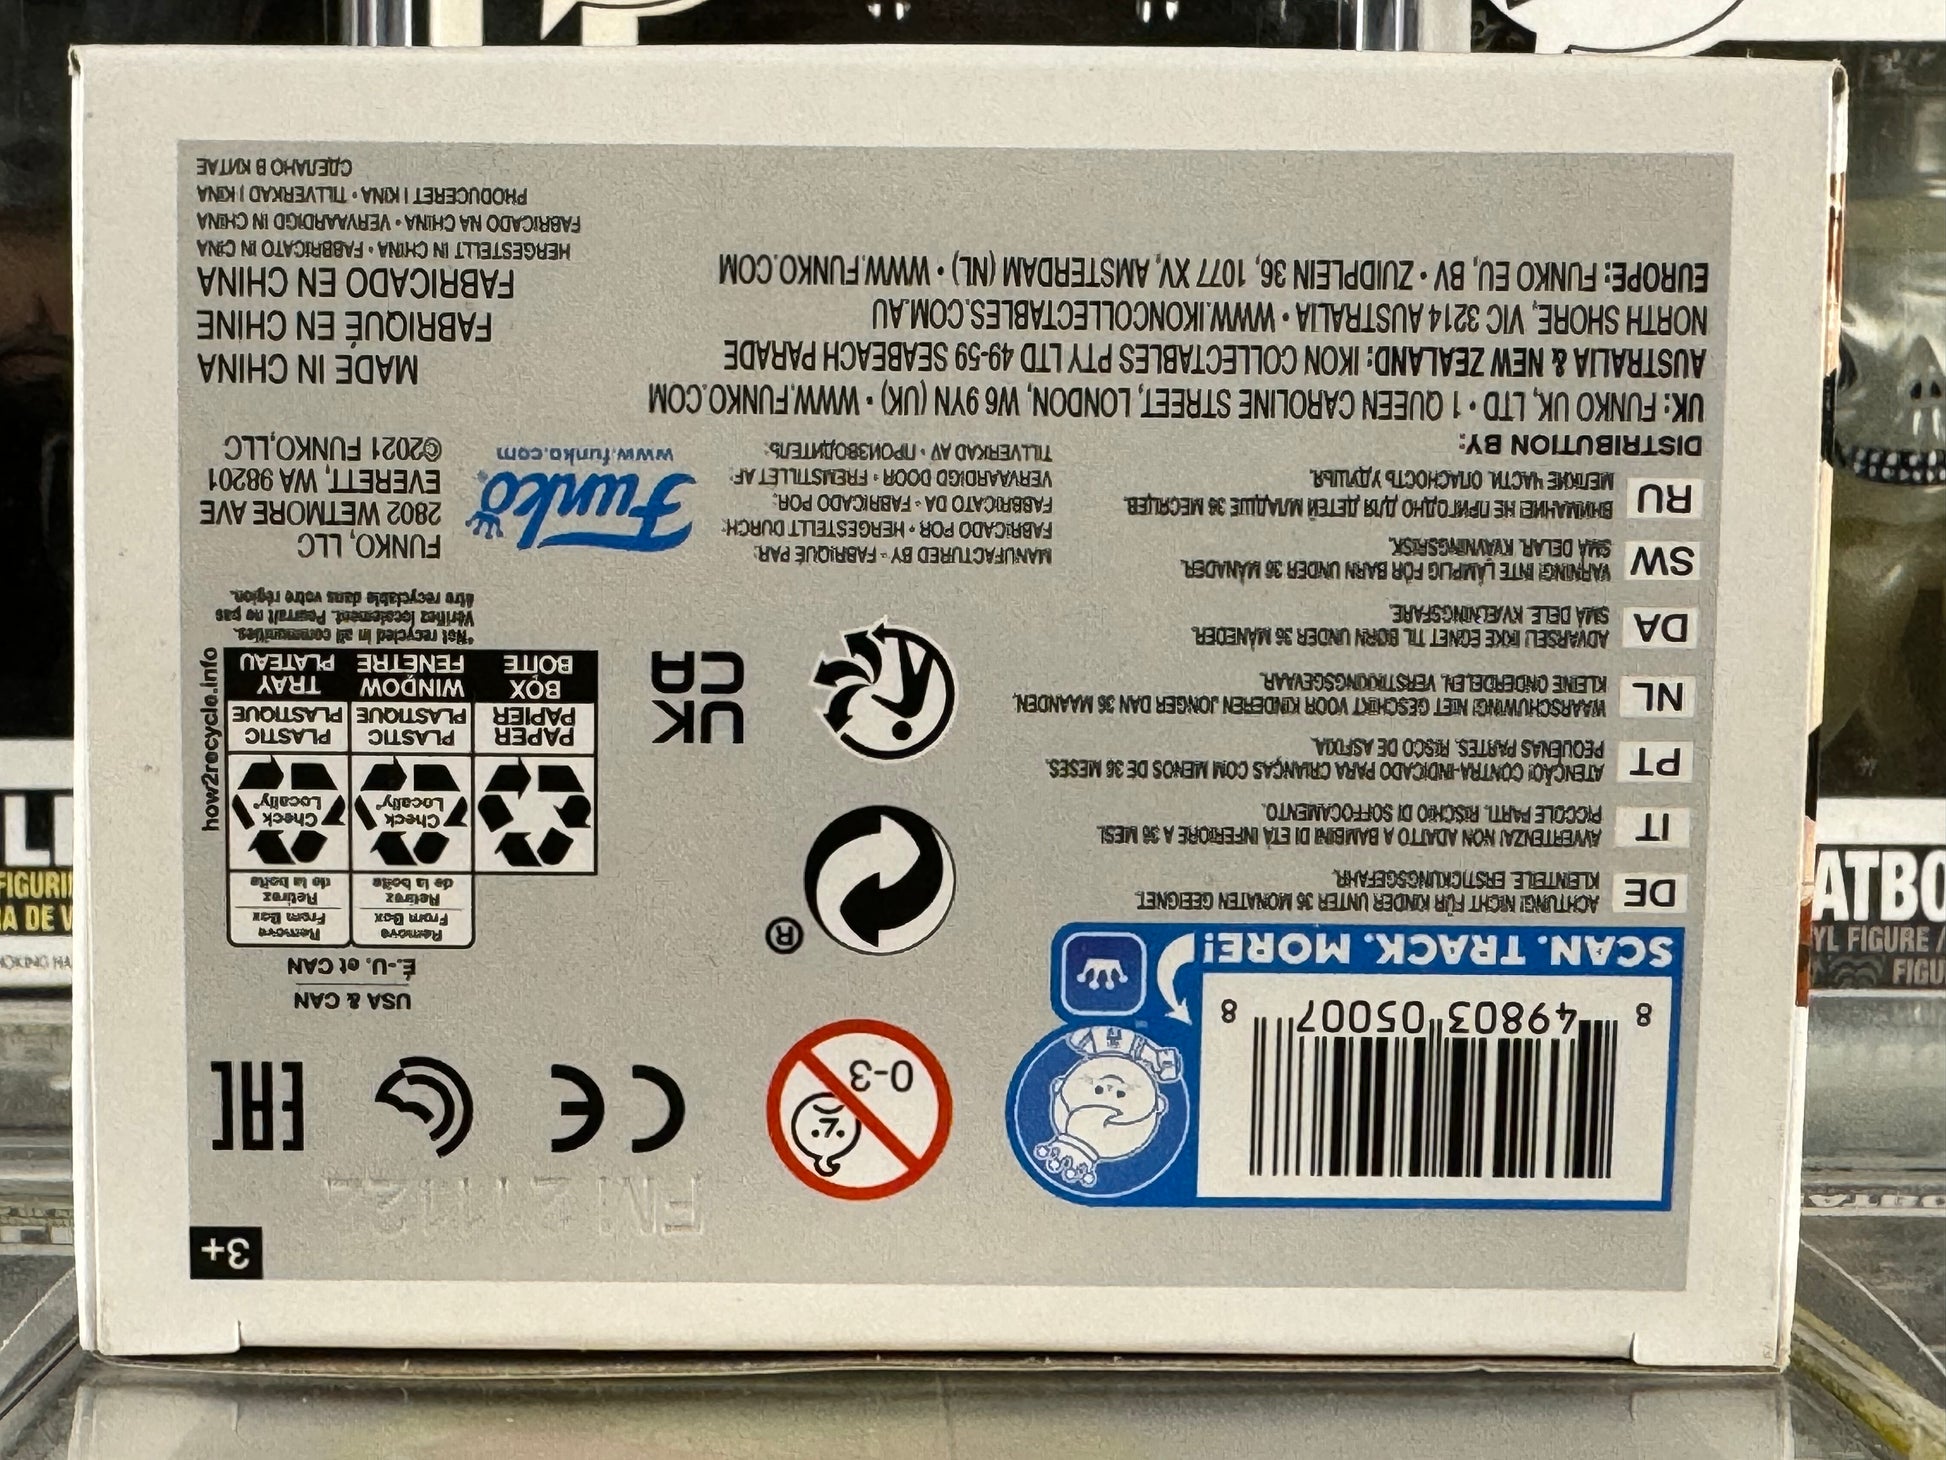 3+
0-3
8 49803 05007 8
SCAN. TRACK. MORE!
DE
ACHTUNG! NICHT FÜR KINDER UNTER 36 MONATEN GEEIGNET.
KLEINTEILE. ERSTICKUNGSGEFAHR.
IT
AVVERTENZA! NON ADATTO A BAMBINI DI ETÀ INFERIORE A 36 MESI.
PICCOLE PARTI. RISCHIO DI SOFFOCAMENTO.
PT
ATENÇÃO! CONTRA-INDICADO PARA CRIANÇAS COM MENOS DE 36 MESES.
PEQUENAS PARTES. RISCO DE ASFIXIA.
NL
WAARSCHUWING! NIET GESCHIKT VOOR KINDEREN JONGER DAN 36 MAANDEN.
KLEINE ONDERDELEN. VERSTIKKINGSGEVAAR.
DA
ADVARSEL! IKKE EGNET TIL BØRN UNDER 36 MÅNEDER.
SMÅ DELE. KVÆLNINGSFARE.
SW
VARNING! INTE LÄMPLIG FÖR BARN UNDER 36 MÅNADER.
SMÅ DELAR. KVÄVNINGSRISK.
RU
ВНИМАНИЕ! НЕ ПРИГОДНО ДЛЯ ДЕТЕЙ МЛАДШЕ 36 МЕСЯЦЕВ.
МЕЛКИЕ ЧАСТИ. ОПАСНОСТЬ УДУШЬЯ.
®
CE
EAC
UK
CA
USA & CAN
É.-U. et CAN
Remove From Box
Retirez de la boîte
Remove From Box
Retirez de la boîte
Check Locally*
Check Locally*
PAPER
PAPIER
PLASTIC
PLASTIQUE
PLASTIC
PLASTIQUE
BOX
BOÎTE
WINDOW
FENÊTRE
TRAY
PLATEAU
how2recycle.info
*Not recycled in all communities.
Vérifiez localement. Pourrait ne pas
être recyclable dans votre région.
MANUFACTURED BY • FABRIQUÉ PAR:
FABRICADO POR • HERGESTELLT DURCH:
FABBRICATO DA • FABRICADO POR:
VERVAARDIGD DOOR • FREMSTILLET AF:
TILLVERKAD AV • ПРОИЗВОДИТЕЛЬ:
Funko
www.funko.com
FUNKO, LLC
2802 WETMORE AVE
EVERETT, WA 98201
©2021 FUNKO,LLC
DISTRIBUTION BY:
UK: FUNKO UK, LTD • 1 QUEEN CAROLINE STREET, LONDON, W6 9YN (UK) • WWW.FUNKO.COM
AUSTRALIA & NEW ZEALAND: IKON COLLECTABLES PTY LTD 49-59 SEABEACH PARADE
NORTH SHORE, VIC 3214 AUSTRALIA • WWW.IKONCOLLECTABLES.COM.AU
EUROPE: FUNKO EU, BV • ZUIDPLEIN 36, 1077 XV, AMSTERDAM (NL) • WWW.FUNKO.COM
MADE IN CHINA
FABRIQUÉ EN CHINE
FABRICADO EN CHINA
HERGESTELLT IN CHINA • FABBRICATO IN CINA
FABRICADO NA CHINA • VERVAARDIGD IN CHINA
PRODUCERET I KINA • TILLVERKAD I KINA
СДЕЛАНО В КИТАЕ
FIGURI
A DE V
ATBO
YL FIGURE /
FIGU